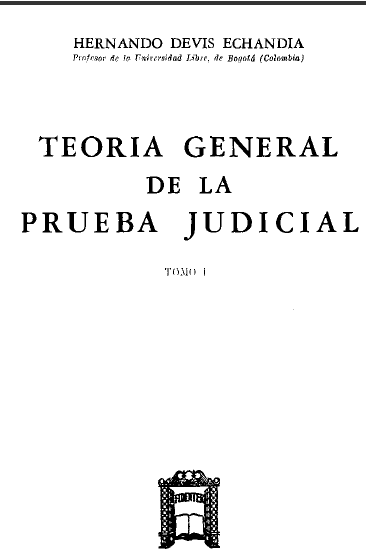 HERNANDO DEVIS ECHANDIA
Profesor de la Universidad Libre, de Bogotá (Colombia)
TEORIA GENERAL
DE LA
PRUEBA JUDICIAL
TOMO I